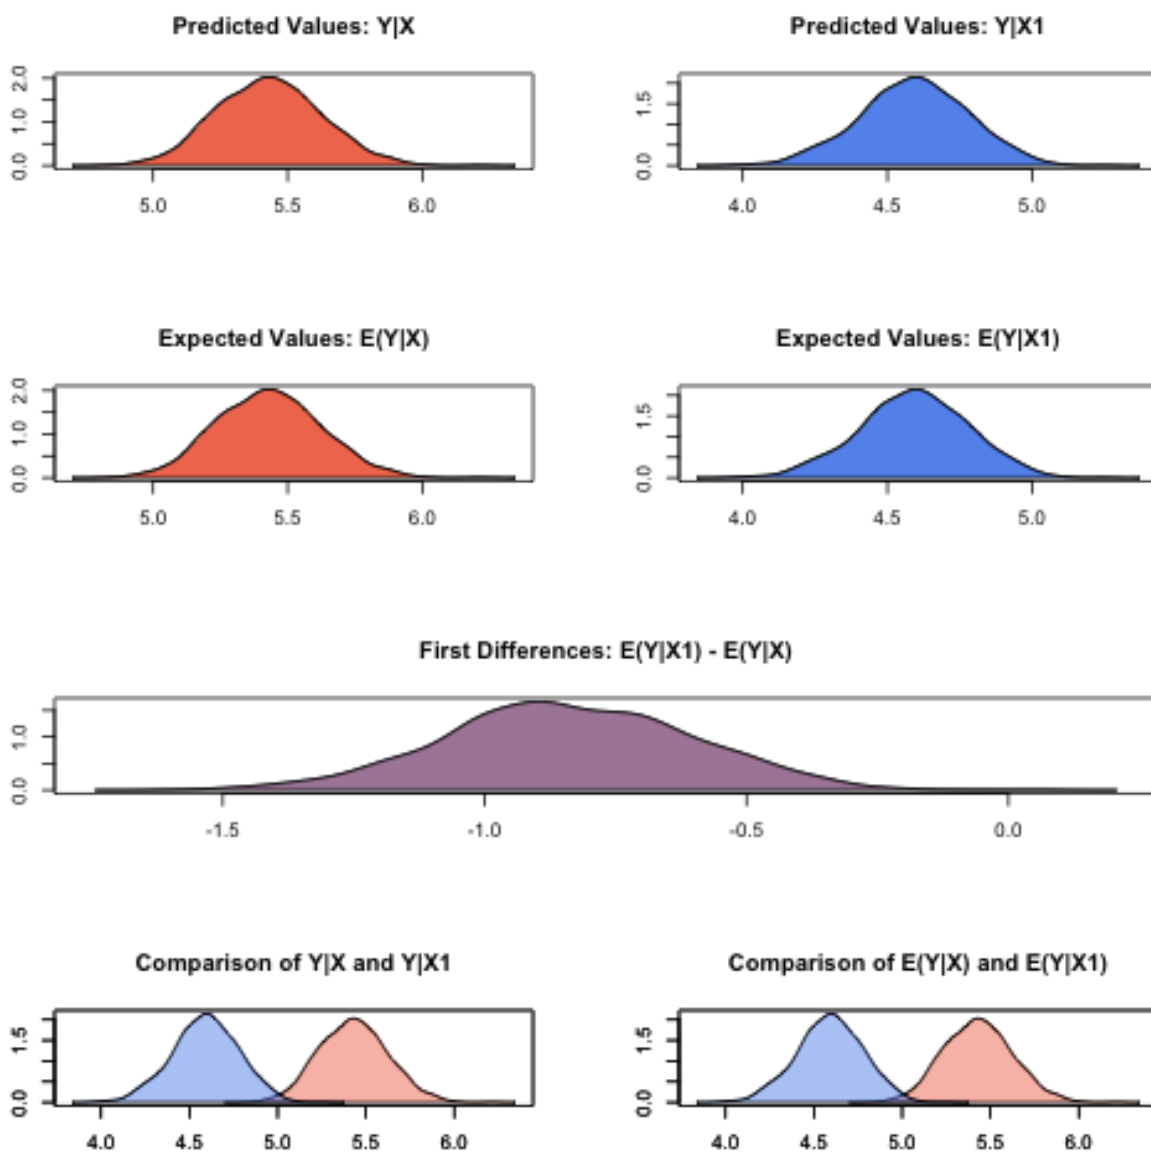 Predicted Values: Y|X
0.0 1.0 2.0
5.0 5.5 6.0
Predicted Values: Y|X1
0.0 1.5
4.0 4.5 5.0
Expected Values: E(Y|X)
0.0 1.0 2.0
5.0 5.5 6.0
Expected Values: E(Y|X1)
0.0 1.5
4.0 4.5 5.0
First Differences: E(Y|X1) - E(Y|X)
0.0 1.0
-1.5 -1.0 -0.5 0.0
Comparison of Y|X and Y|X1
0.0 1.5
4.0 4.5 5.0 5.5 6.0
Comparison of E(Y|X) and E(Y|X1)
0.0 1.5
4.0 4.5 5.0 5.5 6.0